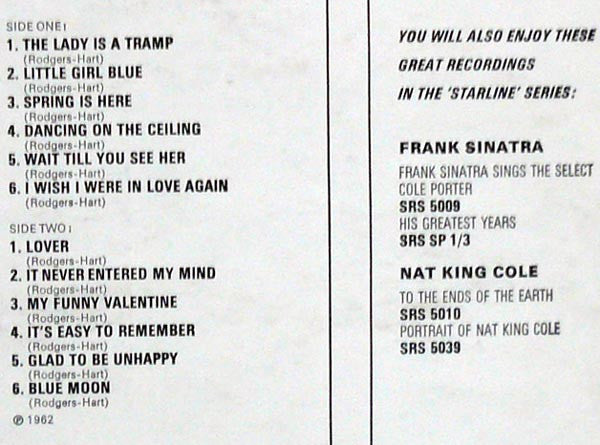 SIDE ONE:
1. THE LADY IS A TRAMP
(Rodgers-Hart)
2. LITTLE GIRL BLUE
(Rodgers-Hart)
3. SPRING IS HERE
(Rodgers-Hart)
4. DANCING ON THE CEILING
(Rodgers-Hart)
5. WAIT TILL YOU SEE HER
(Rodgers-Hart)
6. I WISH I WERE IN LOVE AGAIN
(Rodgers-Hart)
SIDE TWO:
1. LOVER
(Rodgers-Hart)
2. IT NEVER ENTERED MY MIND
(Rodgers-Hart)
3. MY FUNNY VALENTINE
(Rodgers-Hart)
4. IT'S EASY TO REMEMBER
(Rodgers-Hart)
5. GLAD TO BE UNHAPPY
(Rodgers-Hart)
6. BLUE MOON
(Rodgers-Hart)
℗ 1962
YOU WILL ALSO ENJOY THESE
GREAT RECORDINGS
IN THE 'STARLINE' SERIES:
FRANK SINATRA
FRANK SINATRA SINGS THE SELECT
COLE PORTER
SRS 5009
HIS GREATEST YEARS
SRS SP 1/3
NAT KING COLE
TO THE ENDS OF THE EARTH
SRS 5010
PORTRAIT OF NAT KING COLE
SRS 5039